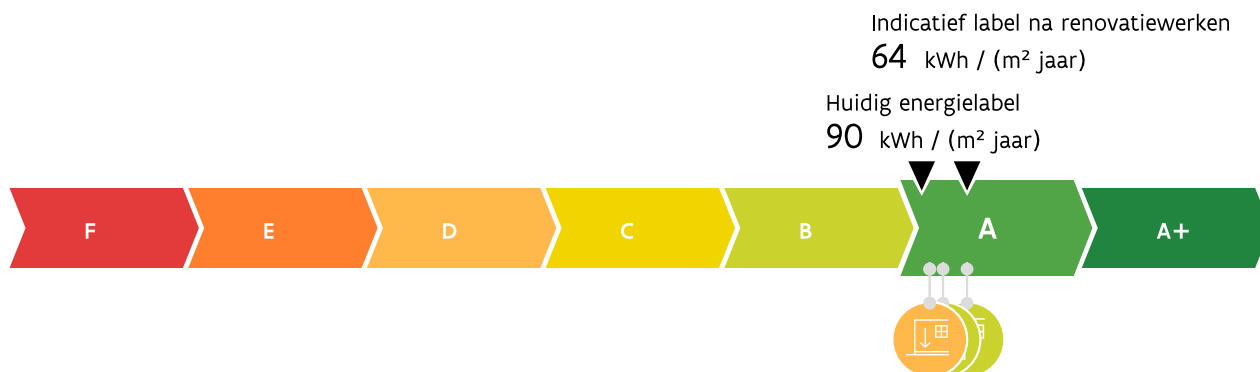 Indicatief label na renovatiewerken
64 kWh / (m² jaar)
Huidig energielabel
90 kWh / (m² jaar)
F E D C B A A+